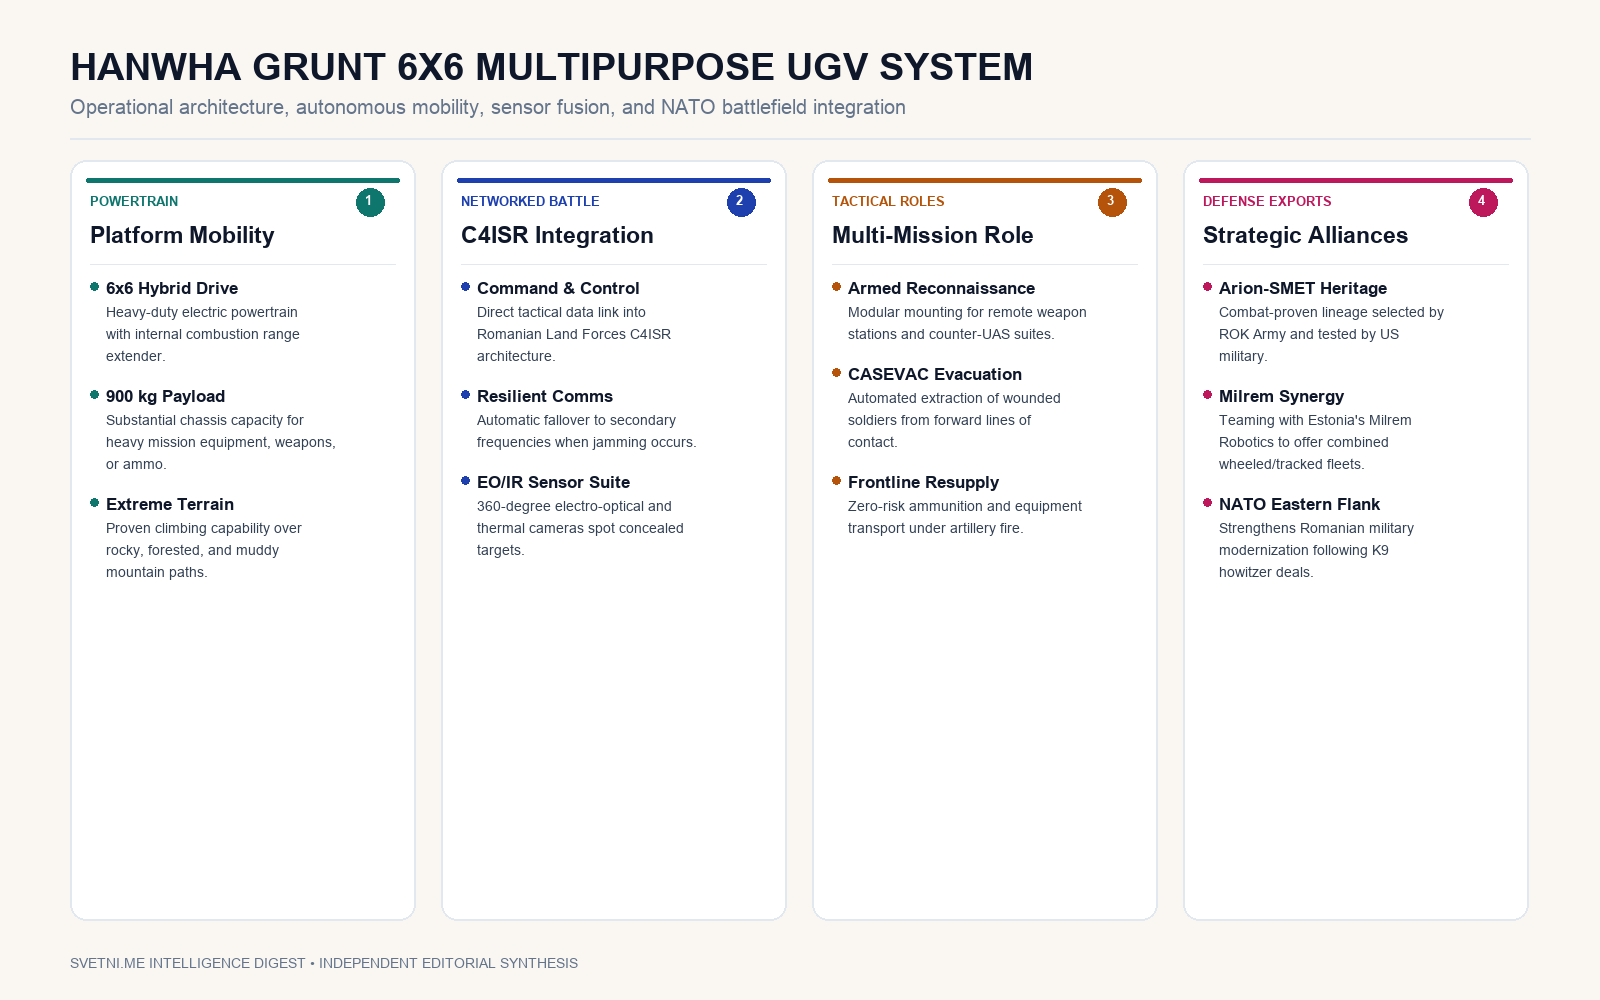 HANWHA GRUNT 6X6 MULTIPURPOSE UGV SYSTEM
Operational architecture, autonomous mobility, sensor fusion, and NATO battlefield integration
POWERTRAIN
1
Platform Mobility
6x6 Hybrid Drive
Heavy-duty electric powertrain
with internal combustion range
extender.
900 kg Payload
Substantial chassis capacity for
heavy mission equipment, weapons,
or ammo.
Extreme Terrain
Proven climbing capability over
rocky, forested, and muddy
mountain paths.
NETWORKED BATTLE
2
C4ISR Integration
Command & Control
Direct tactical data link into
Romanian Land Forces C4ISR
architecture.
Resilient Comms
Automatic fallover to secondary
frequencies when jamming occurs.
EO/IR Sensor Suite
360-degree electro-optical and
thermal cameras spot concealed
targets.
TACTICAL ROLES
3
Multi-Mission Role
Armed Reconnaissance
Modular mounting for remote weapon
stations and counter-UAS suites.
CASEVAC Evacuation
Automated extraction of wounded
soldiers from forward lines of
contact.
Frontline Resupply
Zero-risk ammunition and equipment
transport under artillery fire.
DEFENSE EXPORTS
4
Strategic Alliances
Arion-SMET Heritage
Combat-proven lineage selected by
ROK Army and tested by US
military.
Milrem Synergy
Teaming with Estonia's Milrem
Robotics to offer combined
wheeled/tracked fleets.
NATO Eastern Flank
Strengthens Romanian military
modernization following K9
howitzer deals.
SVETNI.ME INTELLIGENCE DIGEST • INDEPENDENT EDITORIAL SYNTHESIS